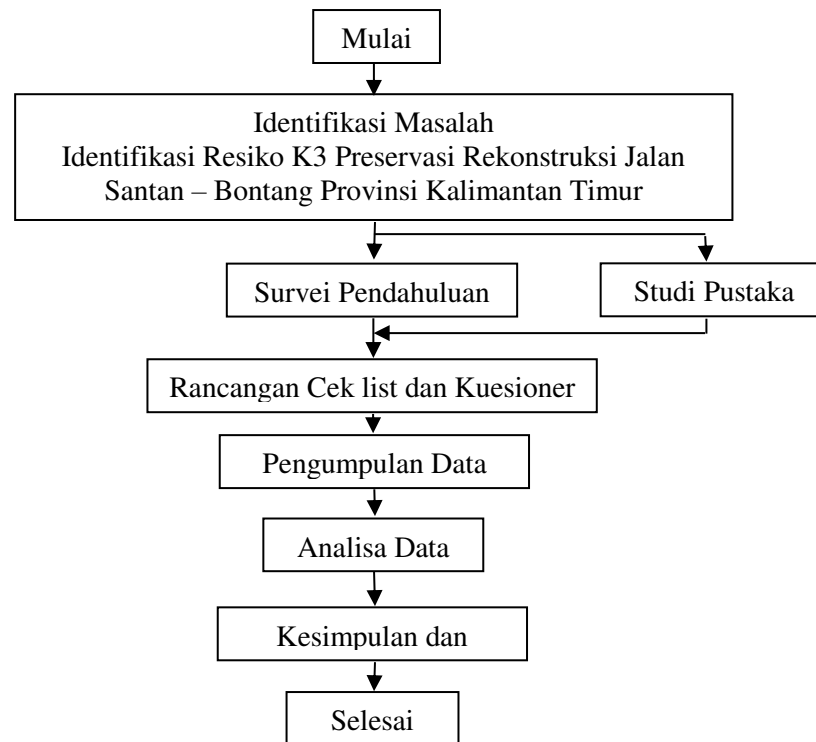 Mulai
Identifikasi Masalah
Identifikasi Resiko K3 Preservasi Rekonstruksi Jalan
Santan – Bontang Provinsi Kalimantan Timur
Survei Pendahuluan
Studi Pustaka
Rancangan Cek list dan Kuesioner
Pengumpulan Data
Analisa Data
Kesimpulan dan
Selesai